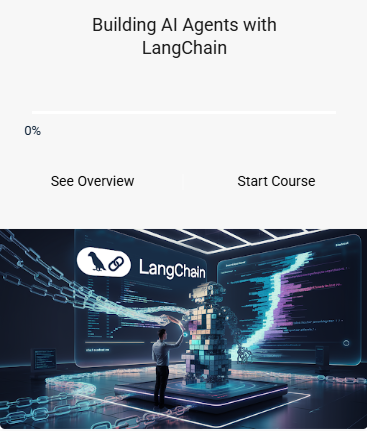 Building AI Agents with
LangChain
0%
See Overview
Start Course
LangChain